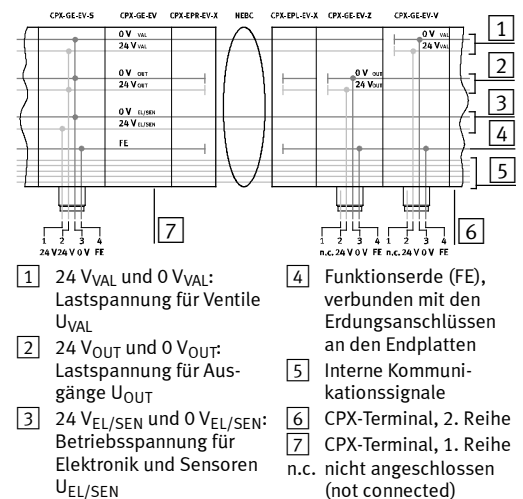 CPX-GE-EV-S CPX-GE-EV CPX-EPR-EV-X NEBC CPX-EPL-EV-X CPX-GE-EV-Z CPX-GE-EV-V
0 V VAL
24 V VAL
0 V VAL
24 V VAL
1
0 V OUT
24 V OUT
0 V OUT
24 V OUT
2
0 V EL/SEN
24 V EL/SEN
3
FE
4
5
7
6
1 2 3 4
24 V 24 V 0 V FE
1 2 3 4
n.c. 24 V 0 V FE
1 2 3 4
n.c. 24 V 0 V FE
1 24 VVAL und 0 VVAL:
Lastspannung für Ventile
UVAL
2 24 VOUT und 0 VOUT:
Lastspannung für Aus-
gänge UOUT
3 24 VEL/SEN und 0 VEL/SEN:
Betriebsspannung für
Elektronik und Sensoren
UEL/SEN
4 Funktionserde (FE),
verbunden mit den
Erdungsanschlüssen
an den Endplatten
5 Interne Kommuni-
kationssignale
6 CPX-Terminal, 2. Reihe
7 CPX-Terminal, 1. Reihe
n.c. nicht angeschlossen
(not connected)